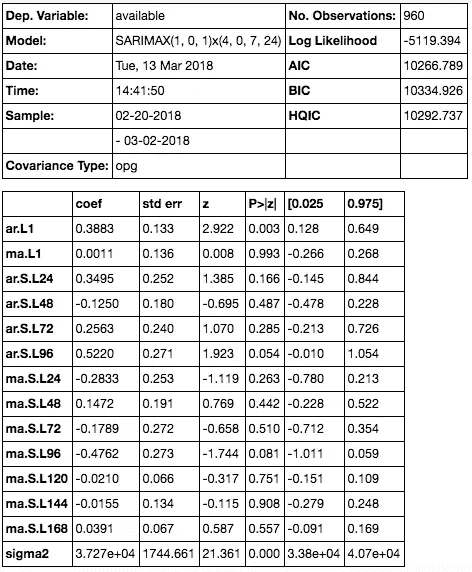 Dep. Variable: available No. Observations: 960
Model: SARIMAX(1, 0, 1)x(4, 0, 7, 24) Log Likelihood -5119.394
Date: Tue, 13 Mar 2018 AIC 10266.789
Time: 14:41:50 BIC 10334.926
Sample: 02-20-2018 HQIC 10292.737
- 03-02-2018
Covariance Type: opg
coef std err z P>|z| [0.025 0.975]
ar.L1 0.3883 0.133 2.922 0.003 0.128 0.649
ma.L1 0.0011 0.136 0.008 0.993 -0.266 0.268
ar.S.L24 0.3495 0.252 1.385 0.166 -0.145 0.844
ar.S.L48 -0.1250 0.180 -0.695 0.487 -0.478 0.228
ar.S.L72 0.2563 0.240 1.070 0.285 -0.213 0.726
ar.S.L96 0.5220 0.271 1.923 0.054 -0.010 1.054
ma.S.L24 -0.2833 0.253 -1.119 0.263 -0.780 0.213
ma.S.L48 0.1472 0.191 0.769 0.442 -0.228 0.522
ma.S.L72 -0.1789 0.272 -0.658 0.510 -0.712 0.354
ma.S.L96 -0.4762 0.273 -1.744 0.081 -1.011 0.059
ma.S.L120 -0.0210 0.066 -0.317 0.751 -0.151 0.109
ma.S.L144 -0.0155 0.134 -0.115 0.908 -0.279 0.248
ma.S.L168 0.0391 0.067 0.587 0.557 -0.091 0.169
sigma2 3.727e+04 1744.661 21.361 0.000 3.38e+04 4.07e+04